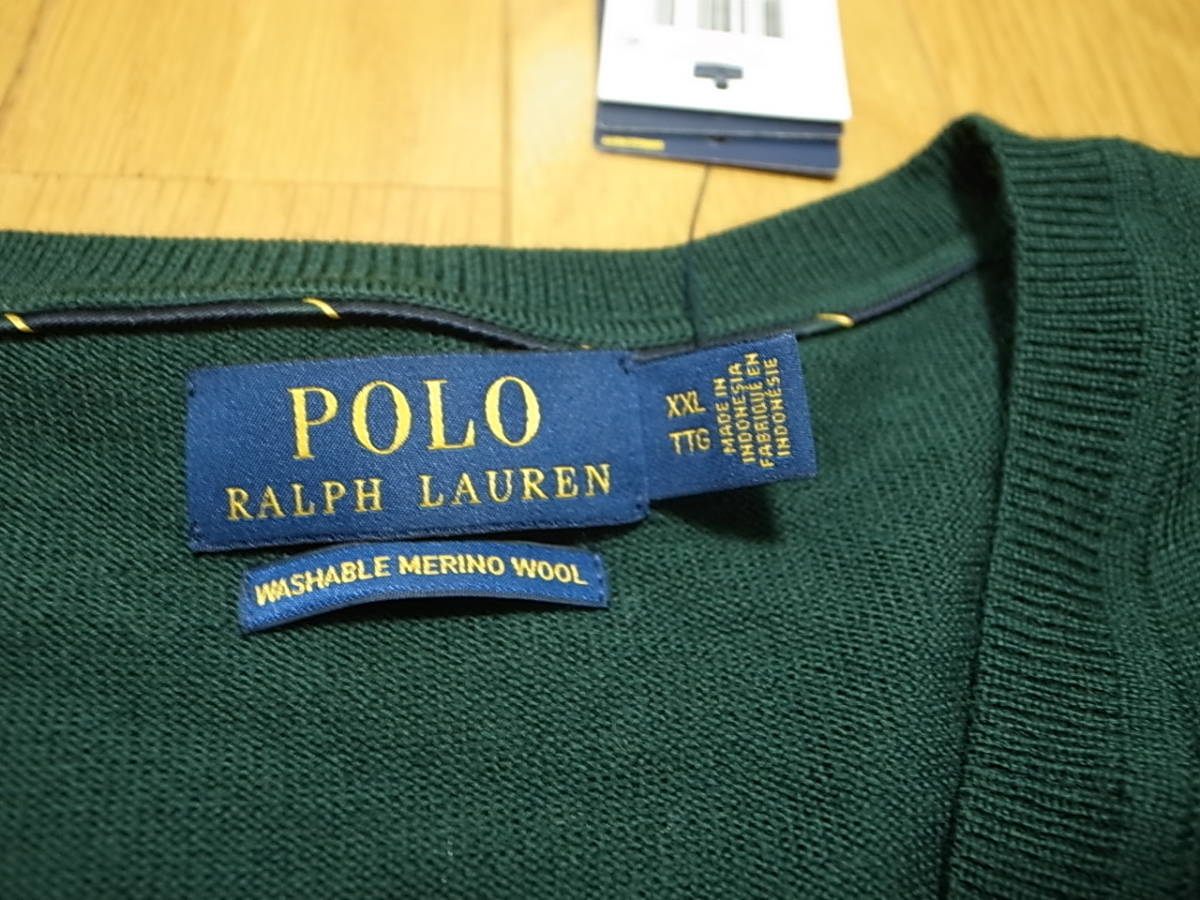 POLO
RALPH LAUREN
WASHABLE MERINO WOOL
XXL
TTG
MADE IN
INDONESIA
FABRIQUÉ EN
INDONÉSIE